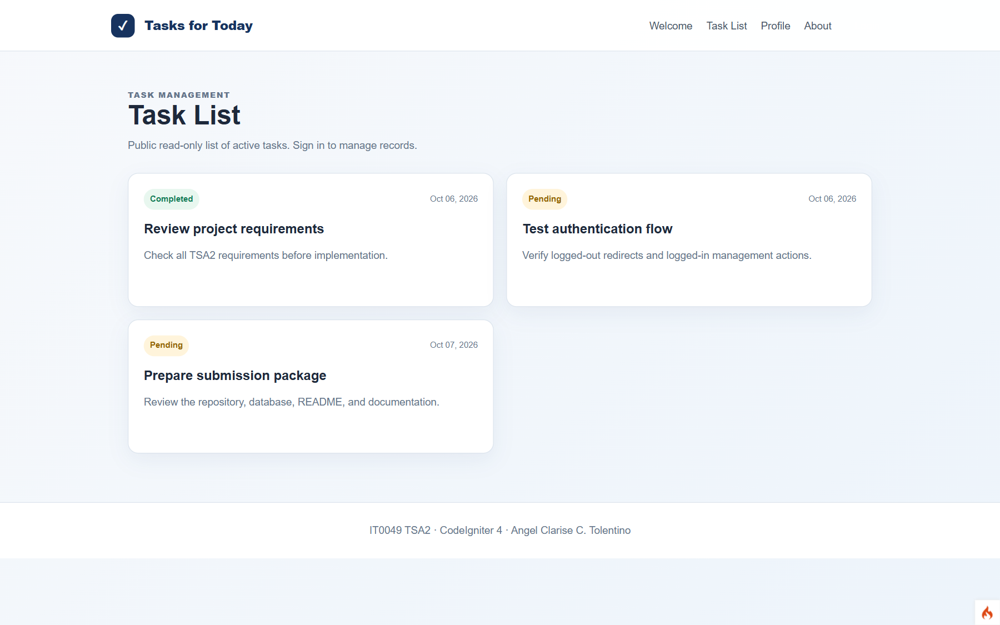 Tasks for Today
Welcome Task List Profile About
TASK MANAGEMENT
Task List
Public read-only list of active tasks. Sign in to manage records.
Completed Oct 06, 2026
Review project requirements
Check all TSA2 requirements before implementation.
Pending Oct 06, 2026
Test authentication flow
Verify logged-out redirects and logged-in management actions.
Pending Oct 07, 2026
Prepare submission package
Review the repository, database, README, and documentation.
IT0049 TSA2 · CodeIgniter 4 · Angel Clarise C. Tolentino